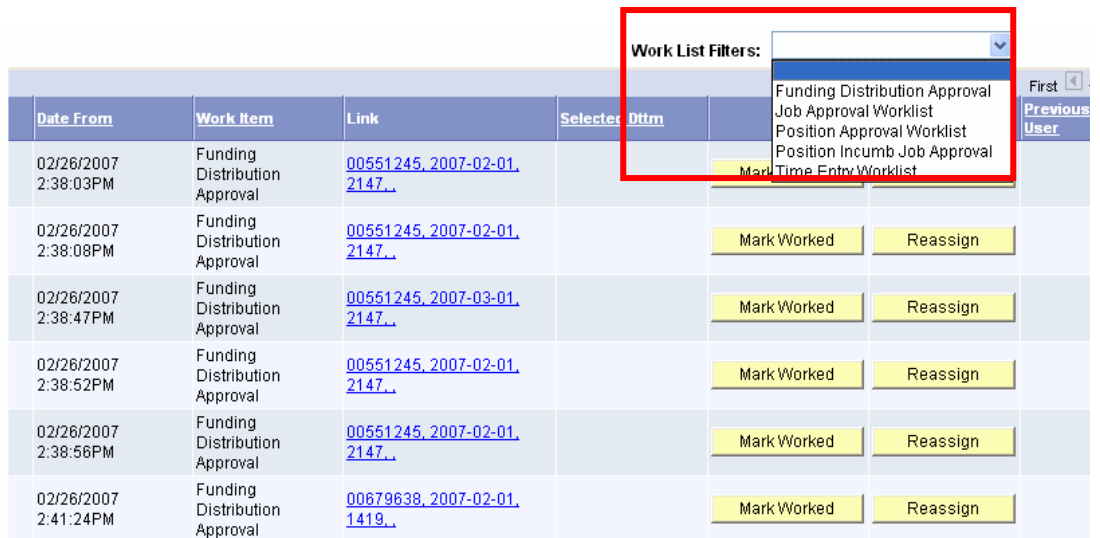 Work List Filters:
Funding Distribution Approval
Job Approval Worklist
Position Approval Worklist
Position Incumb Job Approval
Time Entry Worklist
First
Date From Work Item Link Selected Dttm Previous
User
02/26/2007
2:38:03PM
Funding
Distribution
Approval
00551245, 2007-02-01,
2147, ,
Mark
02/26/2007
2:38:08PM
Funding
Distribution
Approval
00551245, 2007-02-01,
2147, ,
Mark Worked Reassign
02/26/2007
2:38:47PM
Funding
Distribution
Approval
00551245, 2007-03-01,
2147, ,
Mark Worked Reassign
02/26/2007
2:38:52PM
Funding
Distribution
Approval
00551245, 2007-02-01,
2147, ,
Mark Worked Reassign
02/26/2007
2:38:56PM
Funding
Distribution
Approval
00551245, 2007-02-01,
2147, ,
Mark Worked Reassign
02/26/2007
2:41:24PM
Funding
Distribution
Approval
00679638, 2007-02-01,
1419, ,
Mark Worked Reassign